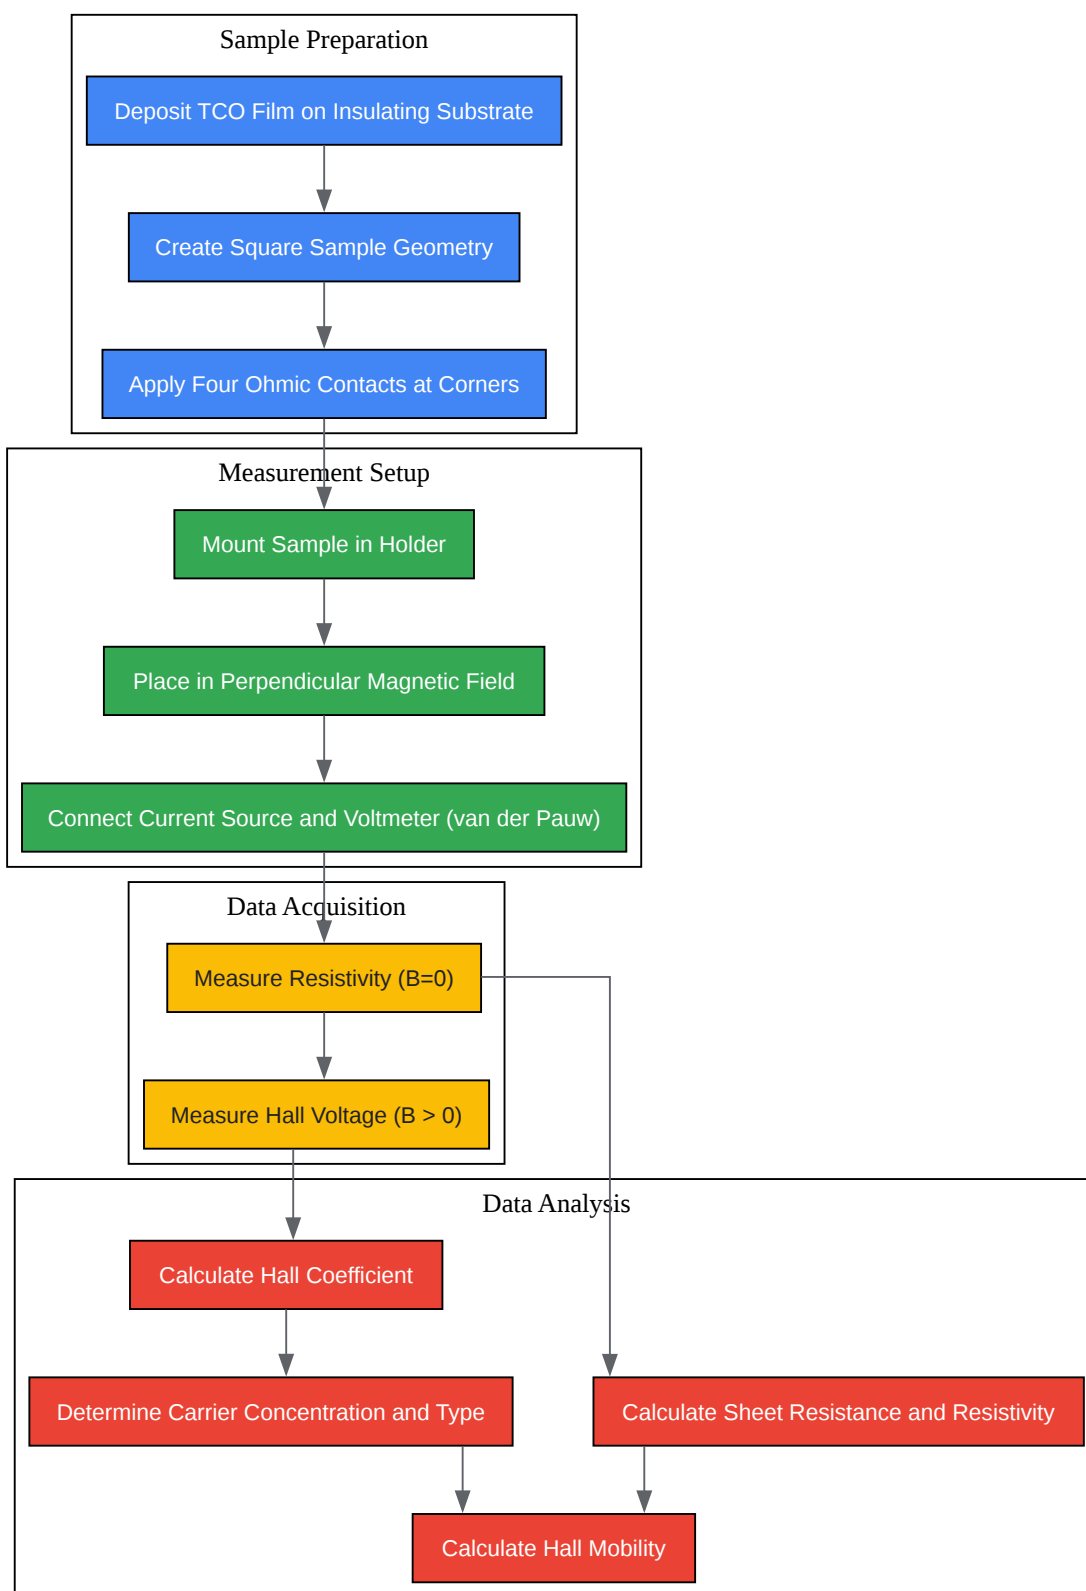 Sample Preparation
Deposit TCO Film on Insulating Substrate
Create Square Sample Geometry
Apply Four Ohmic Contacts at Corners
Measurement Setup
Mount Sample in Holder
Place in Perpendicular Magnetic Field
Connect Current Source and Voltmeter (van der Pauw)
Data Acquisition
Measure Resistivity (B=0)
Measure Hall Voltage (B > 0)
Data Analysis
Calculate Hall Coefficient
Determine Carrier Concentration and Type
Calculate Sheet Resistance and Resistivity
Calculate Hall Mobility